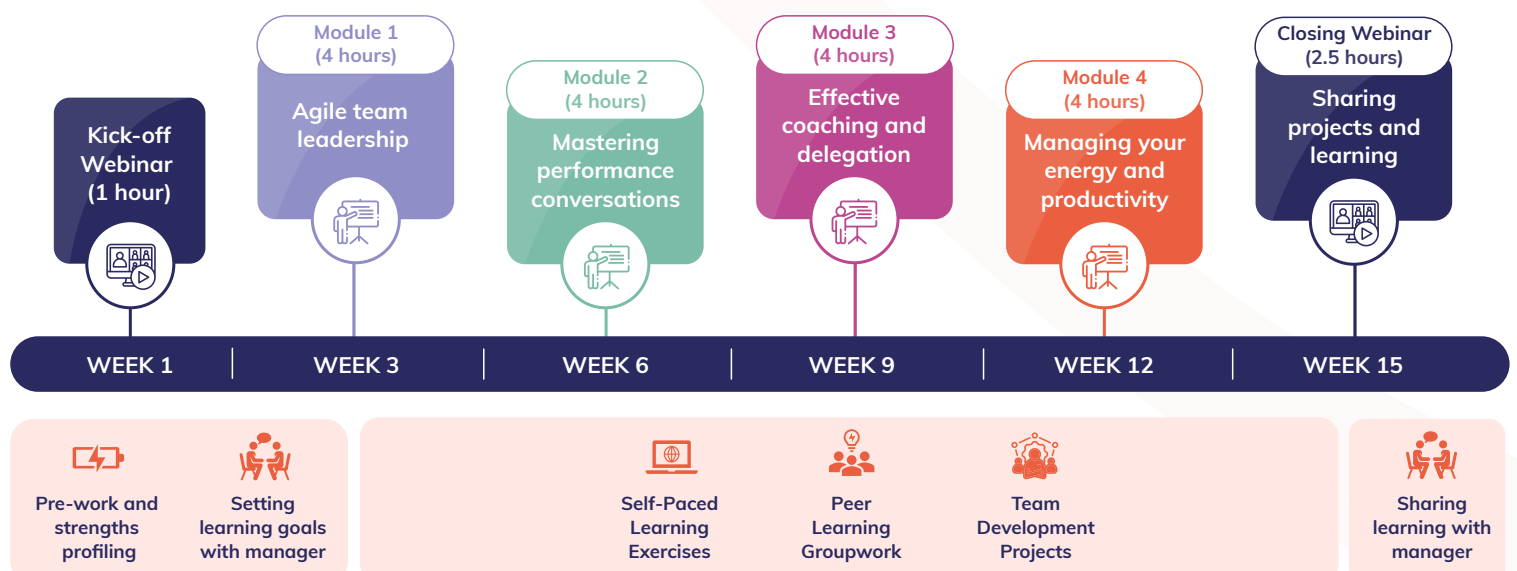 Kick-off
Webinar
(1 hour)
Module 1
(4 hours)
Agile team
leadership
Module 2
(4 hours)
Mastering
performance
conversations
Module 3
(4 hours)
Effective
coaching and
delegation
Module 4
(4 hours)
Managing your
energy and
productivity
Closing Webinar
(2.5 hours)
Sharing
projects and
learning
WEEK 1
WEEK 3
WEEK 6
WEEK 9
WEEK 12
WEEK 15
Pre-work and
strengths
profiling
Setting
learning goals
with manager
Self-Paced
Learning
Exercises
Peer
Learning
Groupwork
Team
Development
Projects
Sharing
learning with
manager